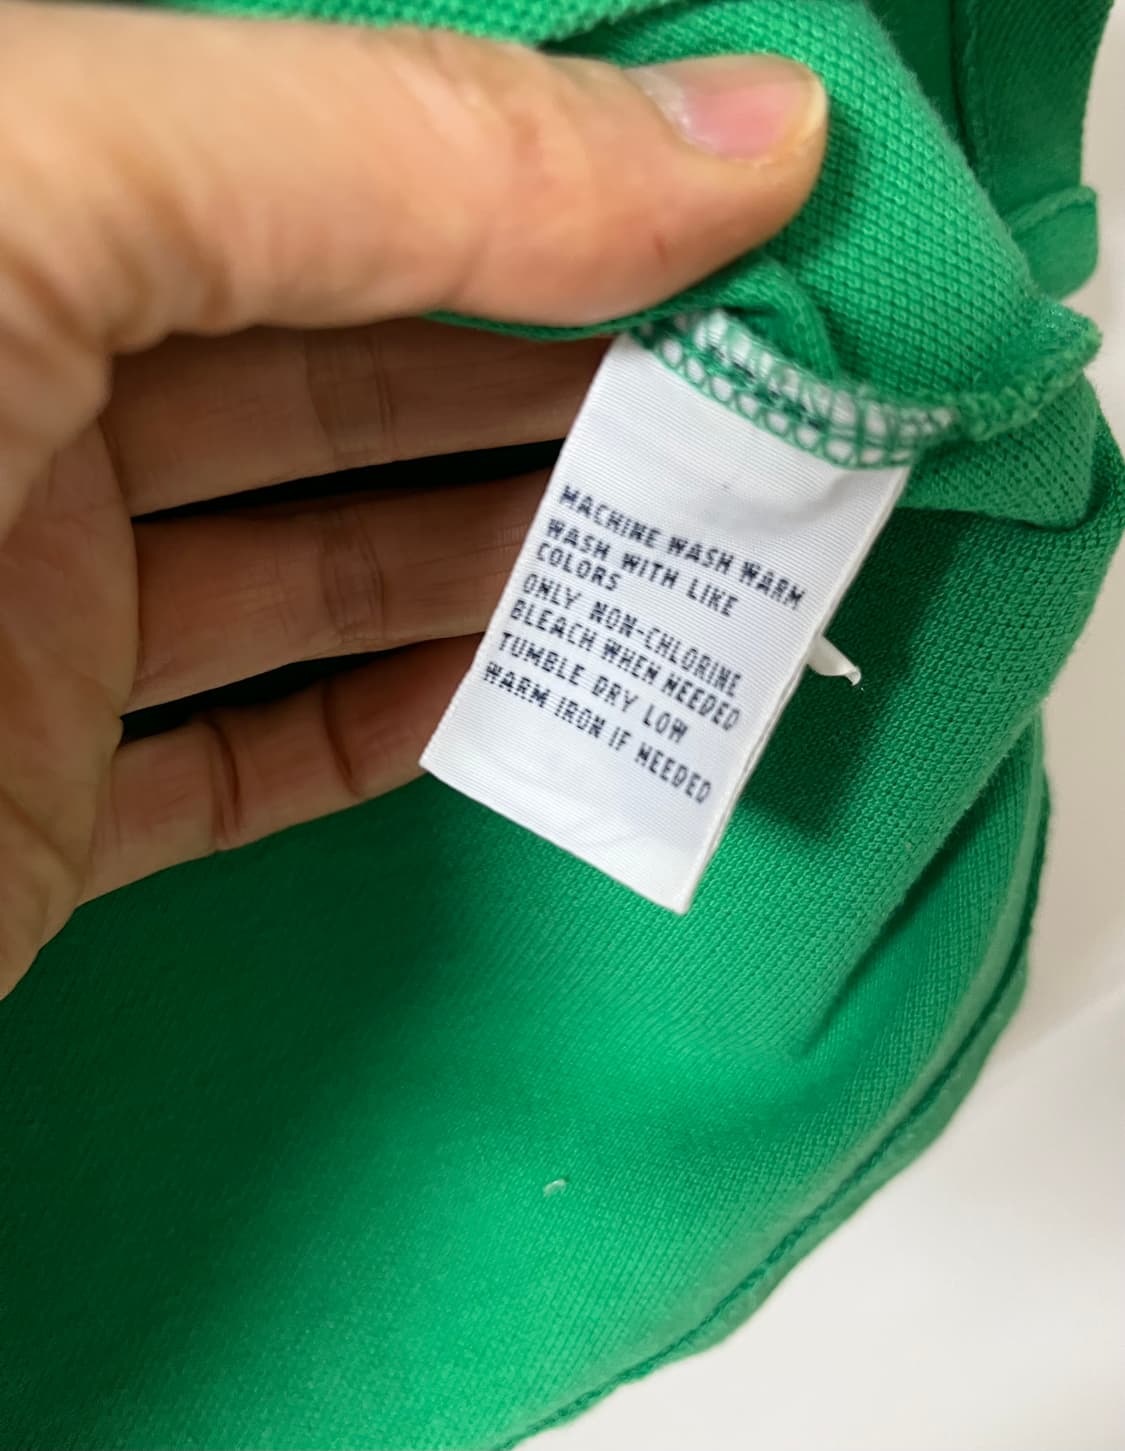 MACHINE WASH WARM
WASH WITH LIKE
COLORS
ONLY NON-CHLORINE
BLEACH WHEN NEEDED
TUMBLE DRY LOW
WARM IRON IF NEEDED